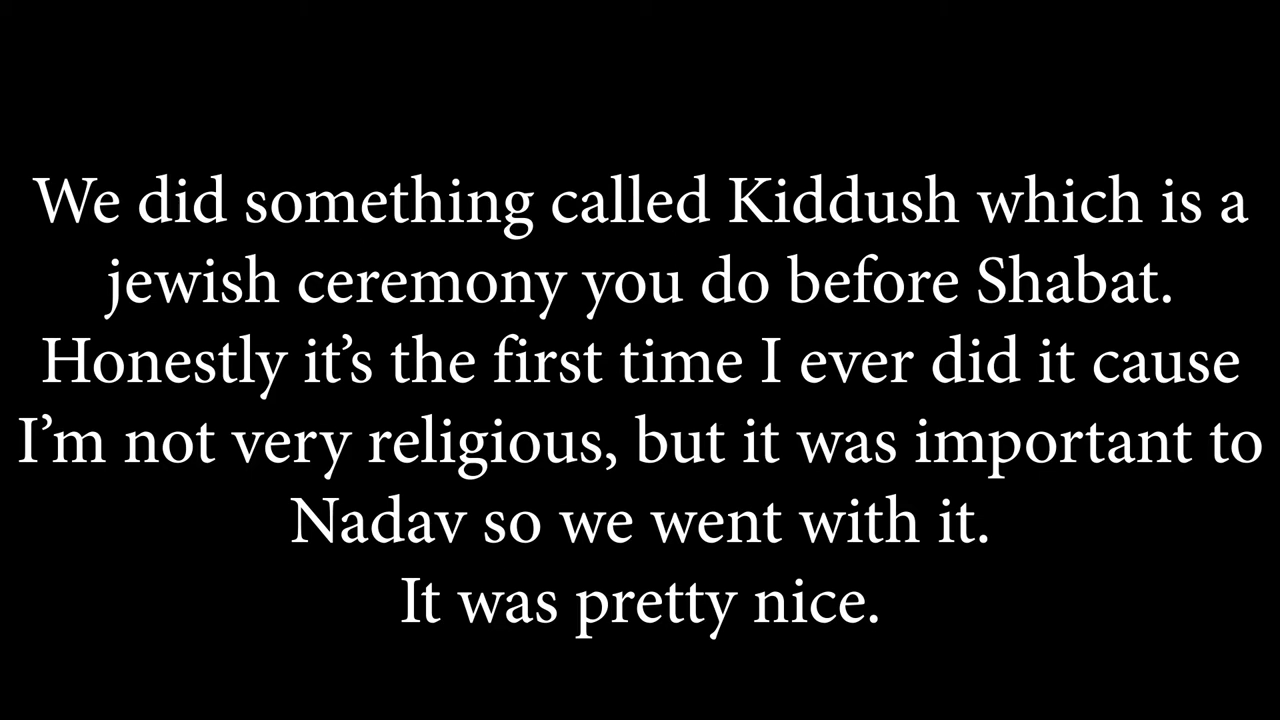 We did something called Kiddush which is a
jewish ceremony you do before Shabat.
Honestly it’s the first time I ever did it cause
I’m not very religious, but it was important to
Nadav so we went with it.
It was pretty nice.